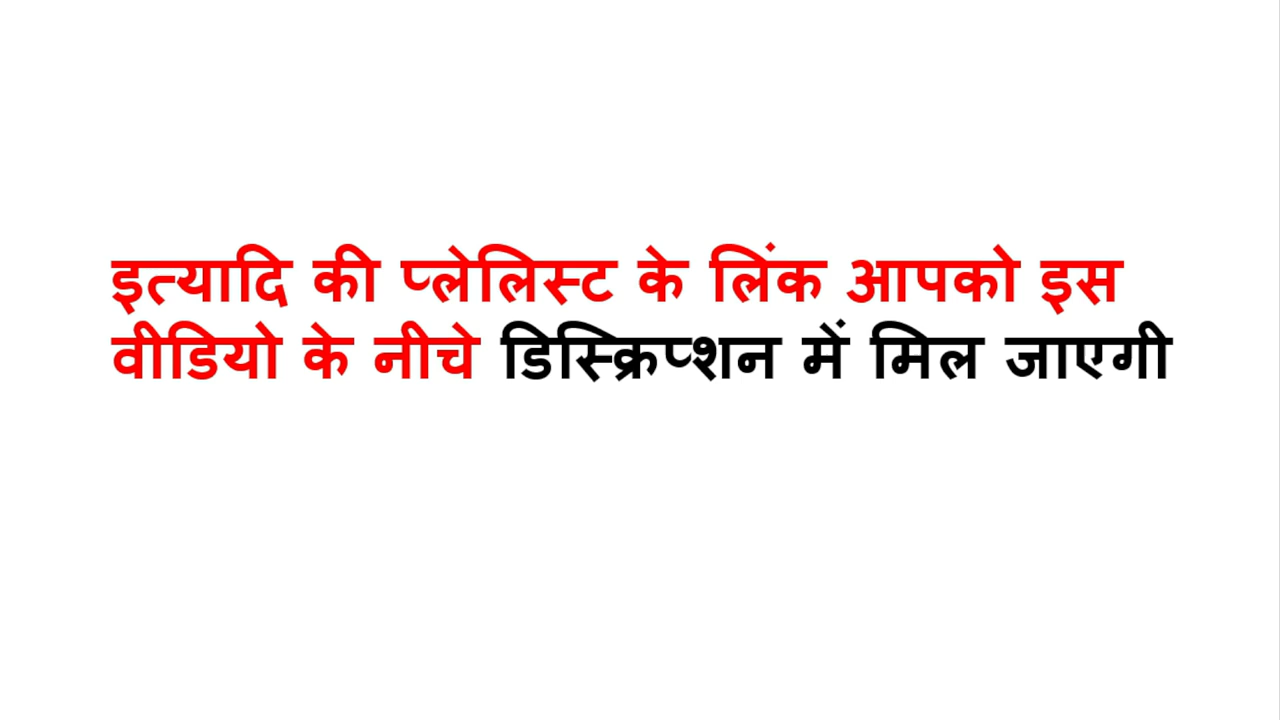 इत्यादि की प्लेलिस्ट के लिंक आपको इस
वीडियो के नीचे डिस्क्रिप्शन में मिल जाएगी